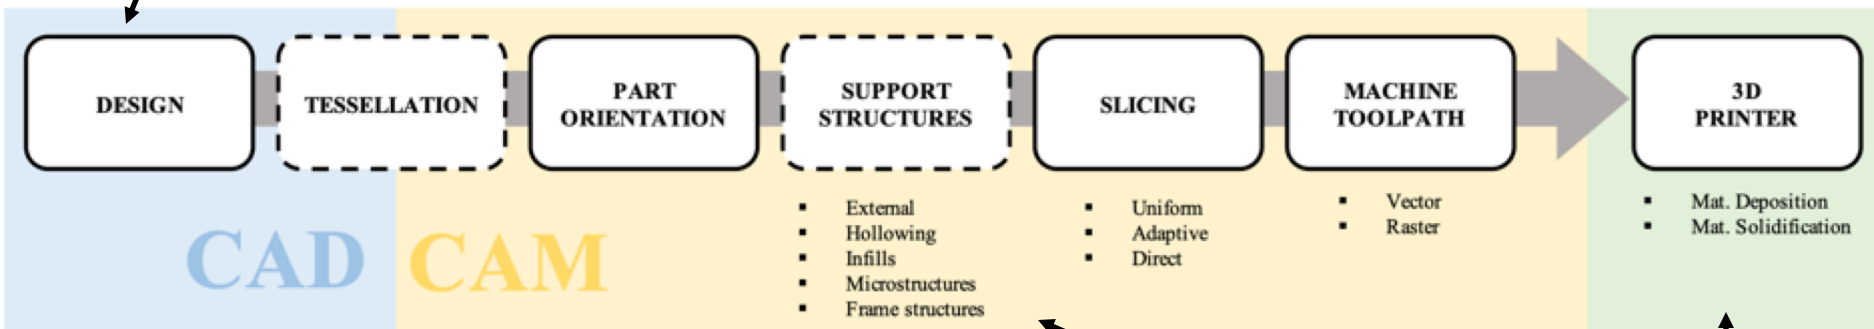 DESIGN
TESSELLATION
PART
ORIENTATION
SUPPORT
STRUCTURES
SLICING
MACHINE
TOOLPATH
3D
PRINTER
CAD
CAM
▪ External
▪ Hollowing
▪ Infills
▪ Microstructures
▪ Frame structures
▪ Uniform
▪ Adaptive
▪ Direct
▪ Vector
▪ Raster
▪ Mat. Deposition
▪ Mat. Solidification